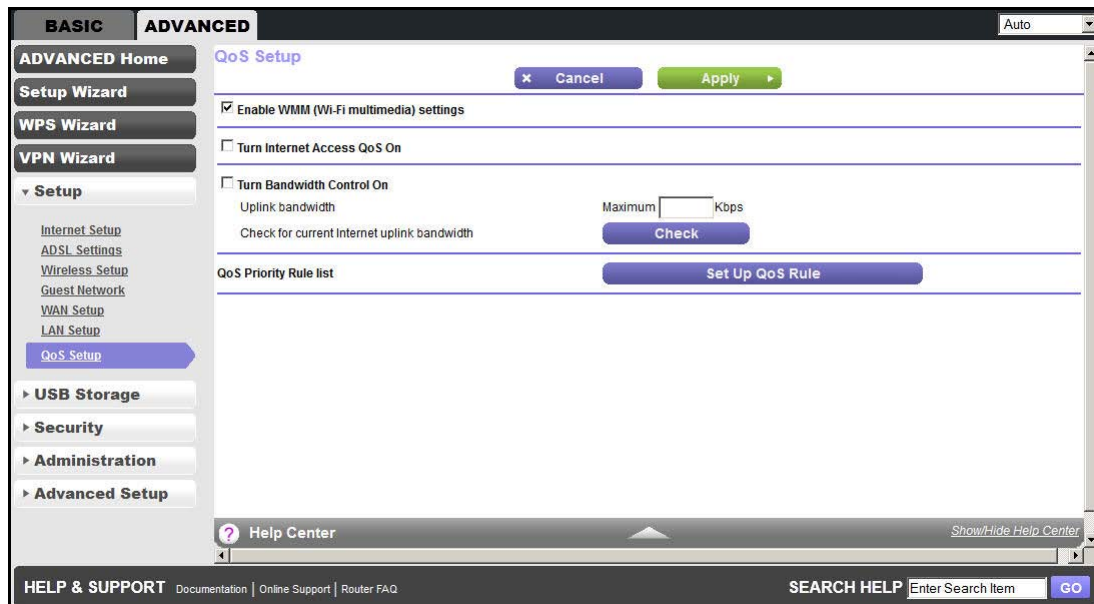 BASIC ADVANCED Auto
ADVANCED Home
Setup Wizard
WPS Wizard
VPN Wizard
Setup
Internet Setup
ADSL Settings
Wireless Setup
Guest Network
WAN Setup
LAN Setup
QoS Setup
USB Storage
Security
Administration
Advanced Setup
QoS Setup
Cancel Apply
Enable WMM (Wi-Fi multimedia) settings
Turn Internet Access QoS On
Turn Bandwidth Control On
Uplink bandwidth Maximum Kbps
Check for current Internet uplink bandwidth Check
QoS Priority Rule list Set Up QoS Rule
? Help Center Show/Hide Help Center
HELP & SUPPORT Documentation | Online Support | Router FAQ SEARCH HELP Enter Search Item GO